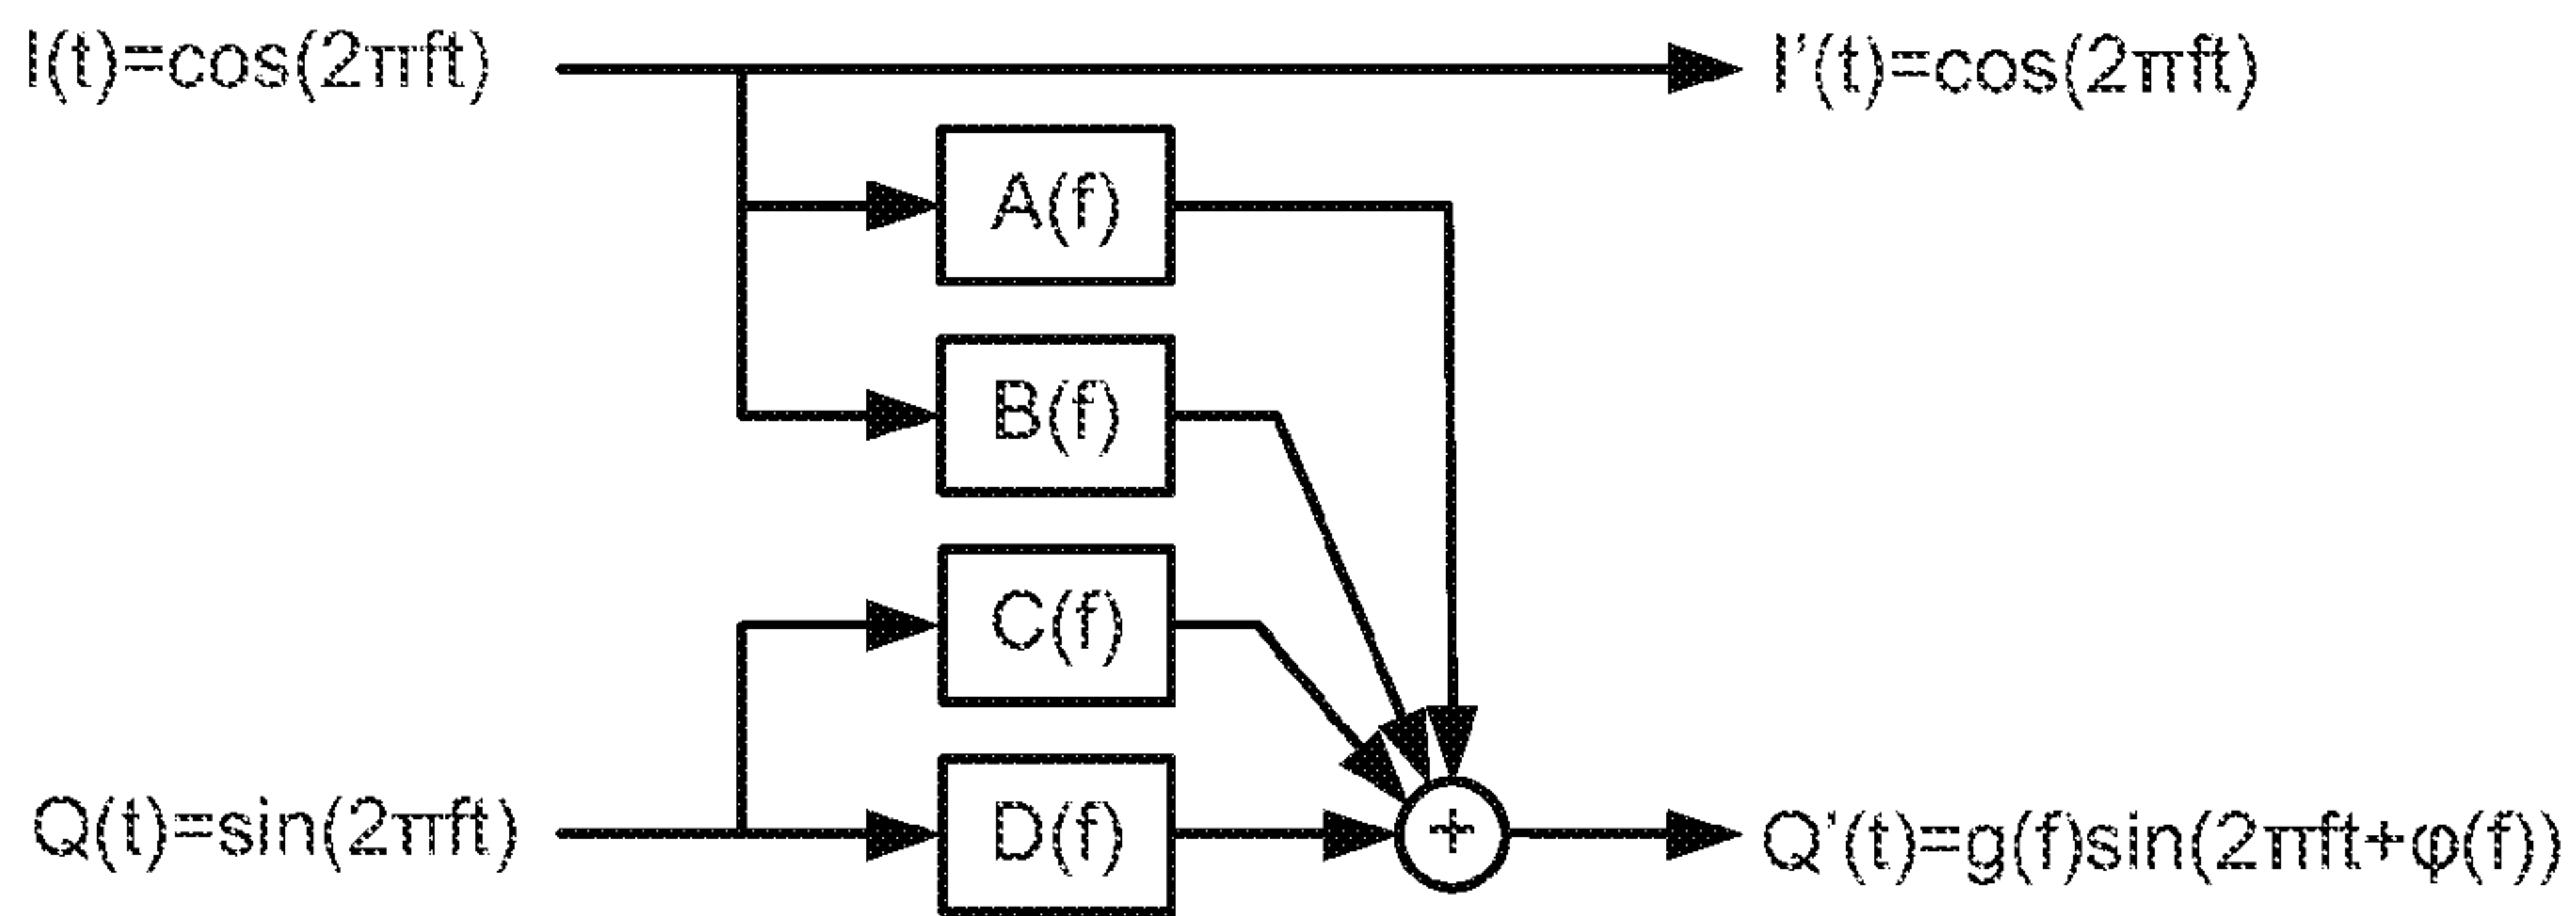 I(t)=cos(2πft)
I’(t)=cos(2πft)
A(f)
B(f)
C(f)
D(f)
+
Q(t)=sin(2πft)
Q’(t)=g(f)sin(2πft+φ(f))